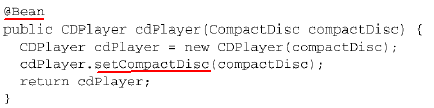 @Bean
public CDPlayer cdPlayer(CompactDisc compactDisc) {
  CDPlayer cdPlayer = new CDPlayer(compactDisc);
  cdPlayer.setCompactDisc(compactDisc);
  return cdPlayer;
}